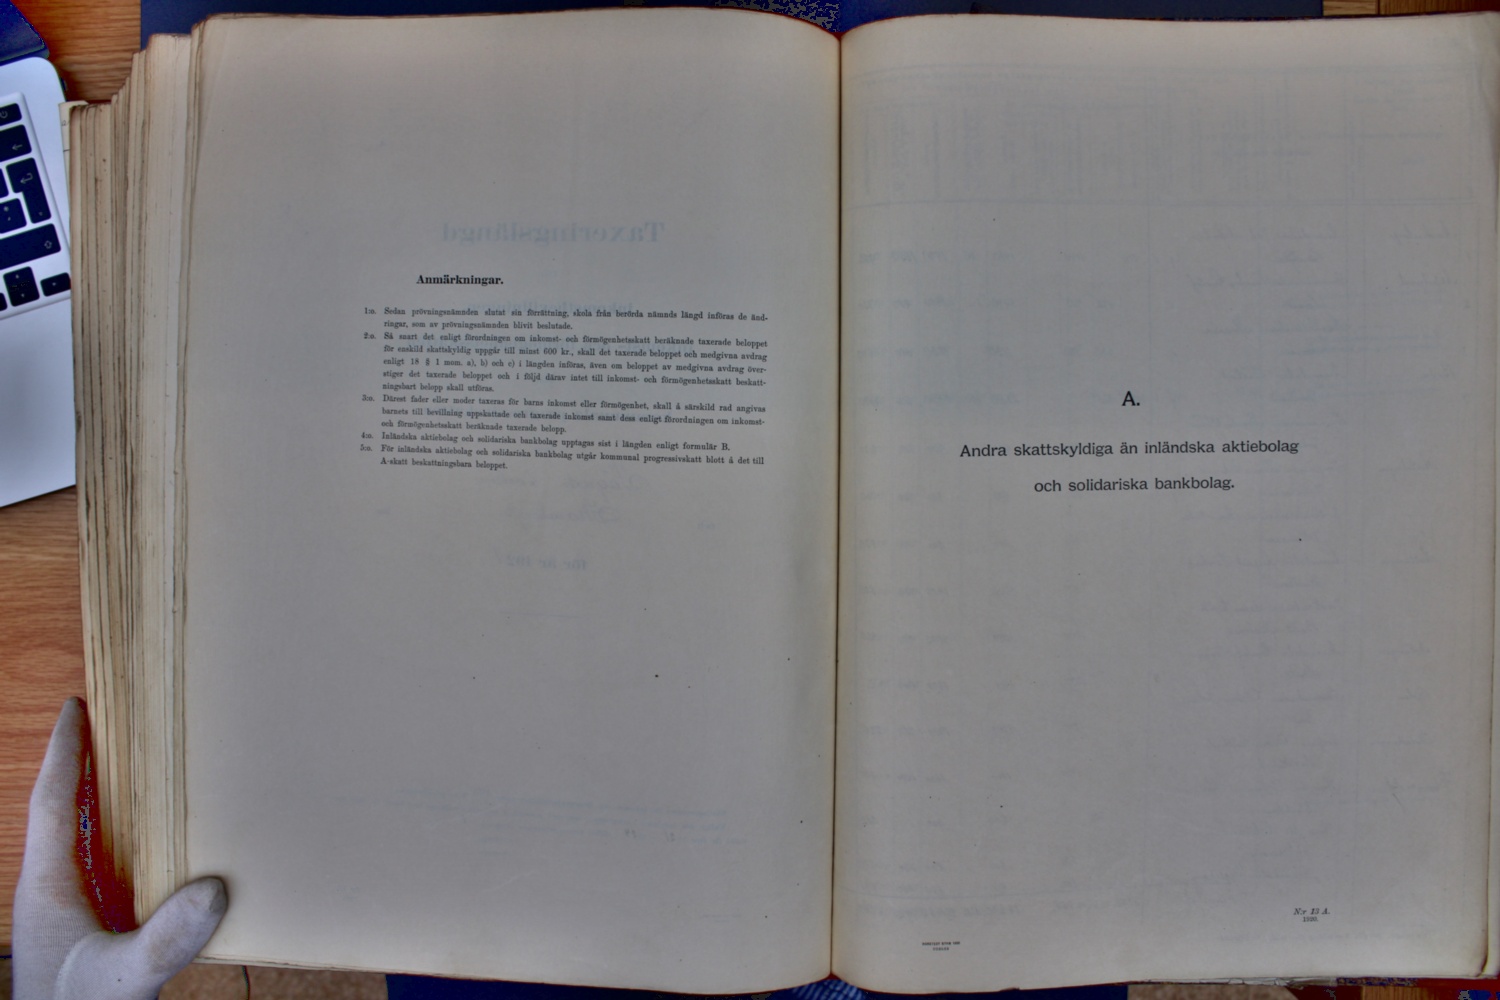 Anmärkningar.
1:o. Sedan prövningsnämnden slutat sin förrättning, skola från berörda nämnds längd införas de änd-
ringar, som av prövningsnämnden blivit beslutade.
2:o. Så snart det enligt förordningen om inkomst- och förmögenhetsskatt beräknade taxerade beloppet
för enskild skattskyldig uppgår till minst 600 kr., skall det taxerade beloppet och medgivna avdrag
enligt 18 § 1 mom. a), b) och c) i längden införas, även om beloppet av medgivna avdrag över-
stiger det taxerade beloppet och i följd därav intet till inkomst- och förmögenhetsskatt beskatt-
ningsbart belopp skall utföras.
3:o. Därest fader eller moder taxeras för barns inkomst eller förmögenhet, skall å särskild rad angivas
barnets till bevillning uppskattade och taxerade inkomst samt dess enligt förordningen om inkomst-
och förmögenhetsskatt beräknade taxerade belopp.
4:o. Inländska aktiebolag och solidariska bankbolag upptagas sist i längden enligt formulär B.
5:o. För inländska aktiebolag och solidariska bankbolag utgår kommunal progressivskatt blott å det till
A-skatt beskattningsbara beloppet.
A.
Andra skattskyldiga än inländska aktiebolag
och solidariska bankbolag.
N:r 13 A.
1920.